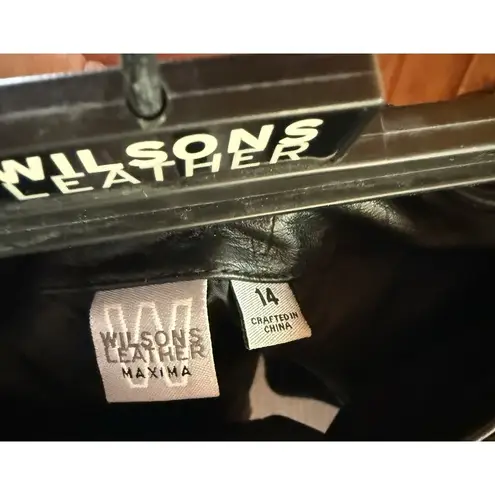 WILSONS
LEATHER
W
WILSONS
LEATHER
MAXIMA
14
CRAFTED IN
CHINA